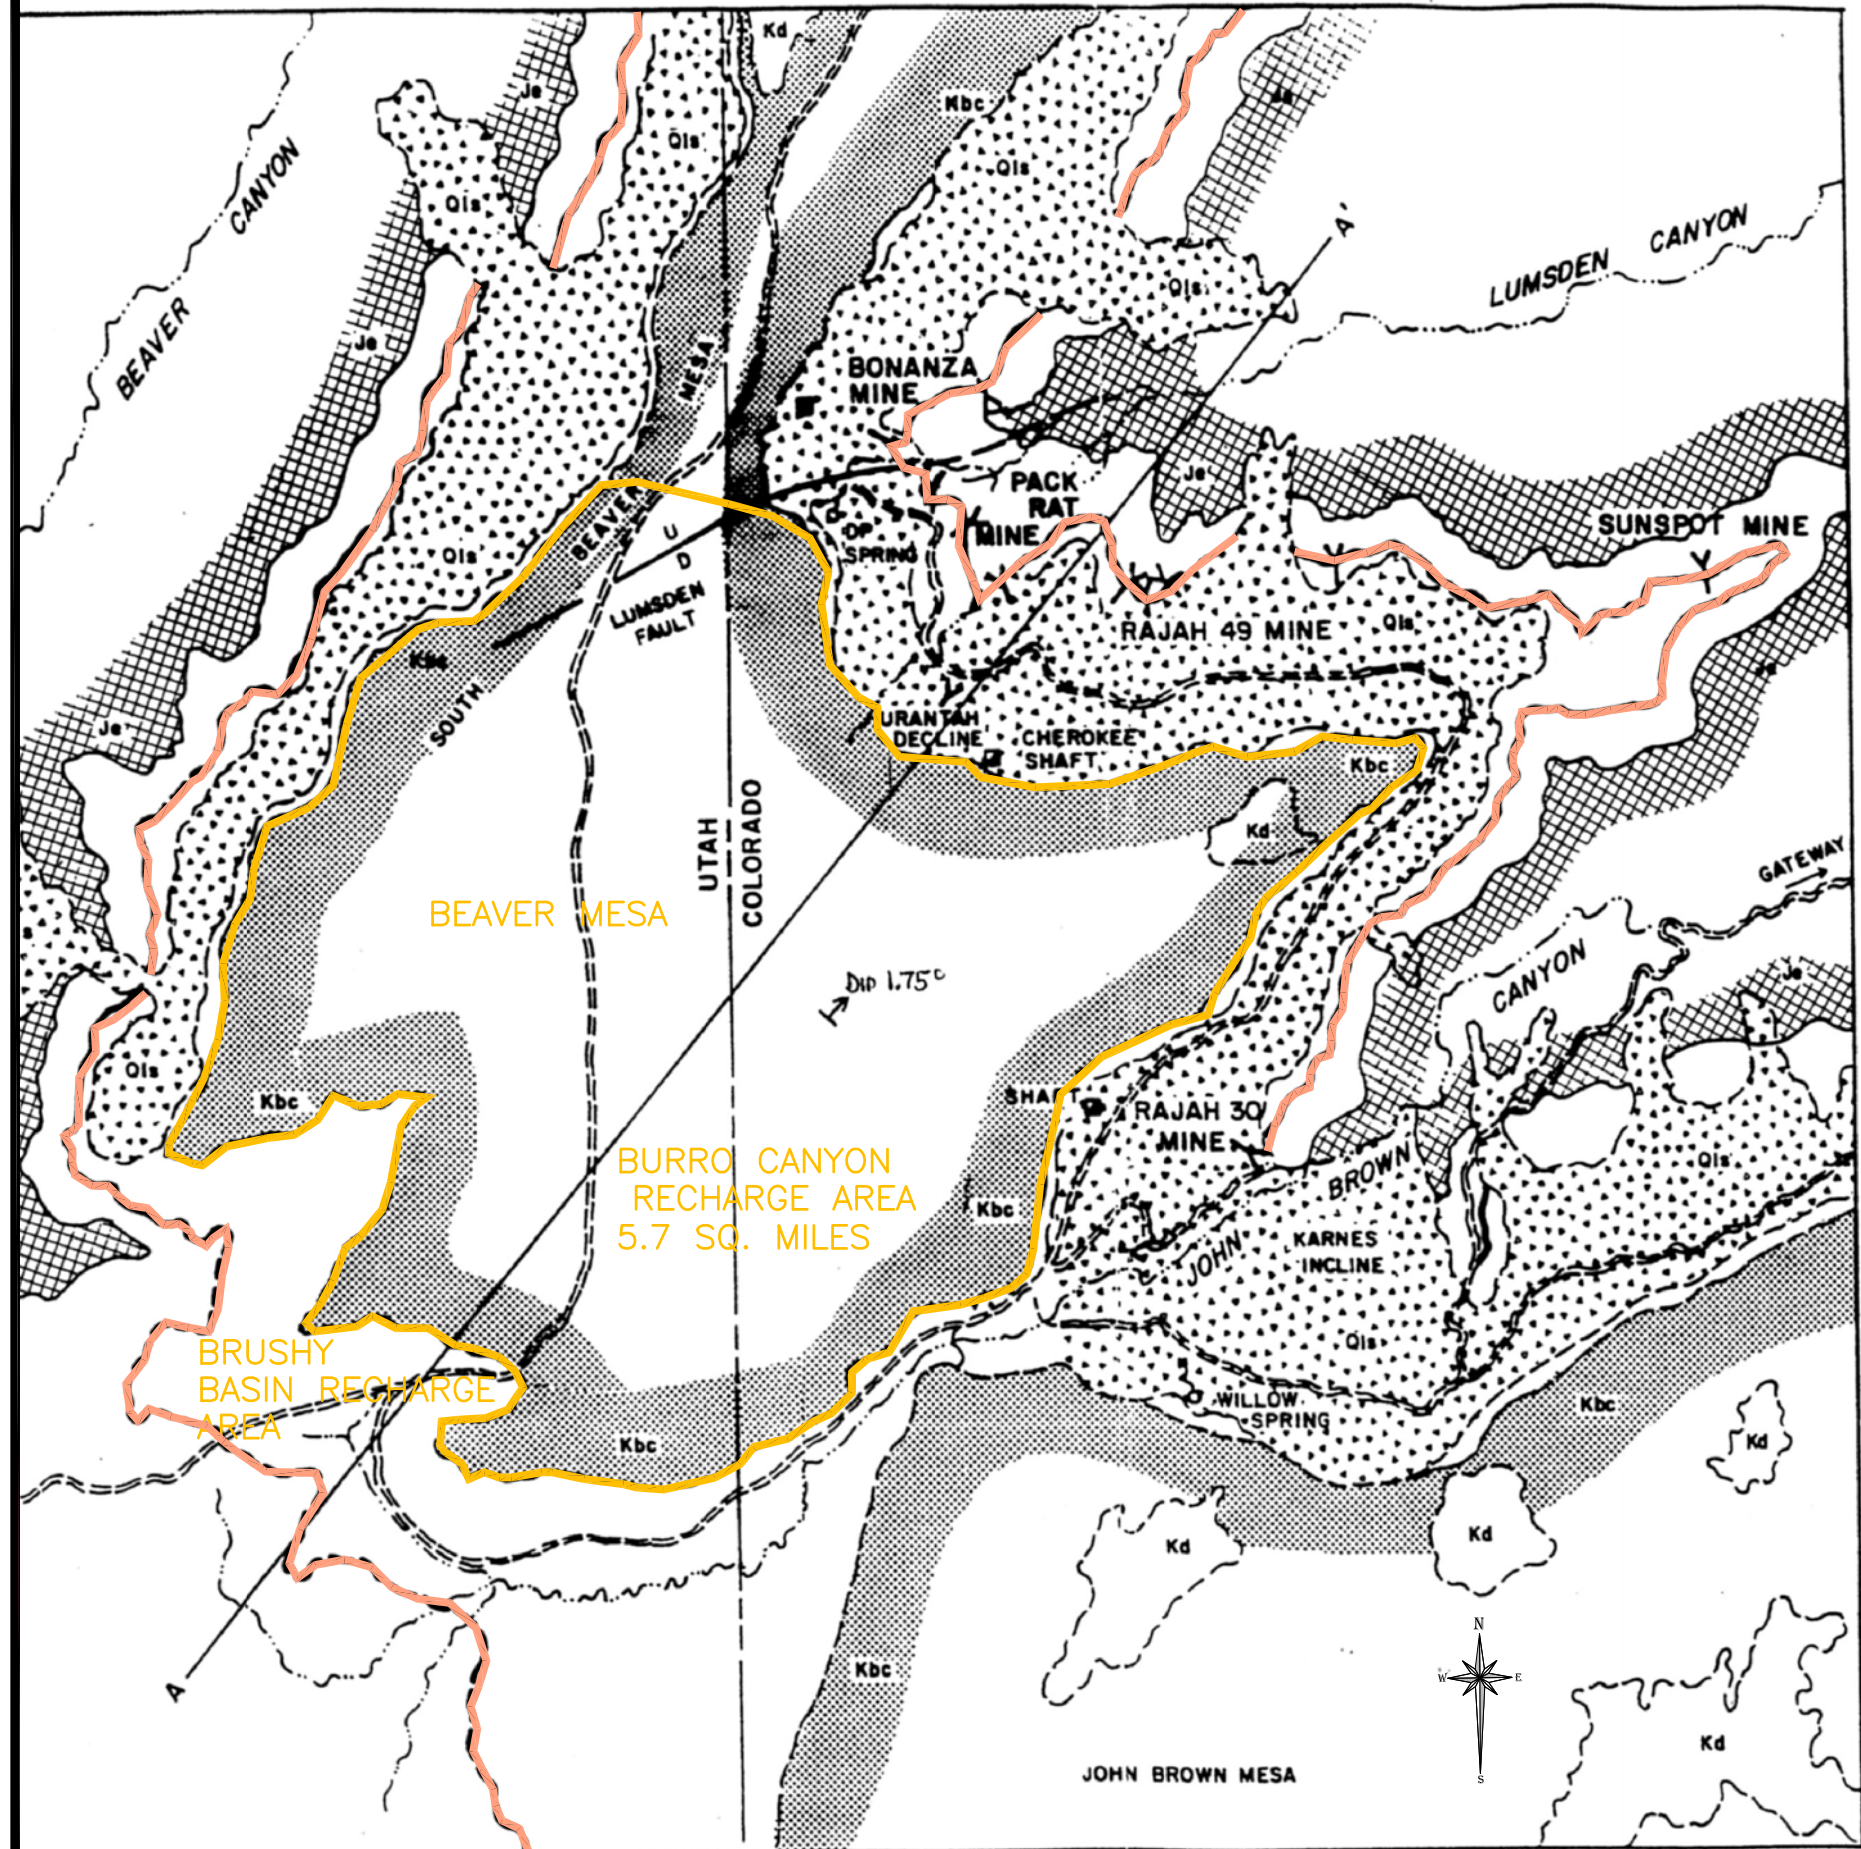 Kd
Je
Kbc
Qls
Qls
CANYON
Qls
A'
CANYON
LUMSDEN
Qls
BEAVER
Je
MESA
BONANZA
MINE
PACK
RAT
MINE
Je
SUNSPOT MINE
BEAVER
U
D
DP
SPRING
Qls
LUMSDEN
FAULT
RAJAH 49 MINE
Qls
Kbc
SOUTH
Je
URANTAH
DECLINE
CHEROKEE
SHAFT
Kbc
Kd
UTAH
COLORADO
GATEWAY
BEAVER MESA
DIP 1.75°
CANYON
Je
Qls
Kbc
SHAFT
RAJAH 30
MINE
BROWN
JOHN
Qls
BURRO CANYON
RECHARGE AREA
5.7 SQ. MILES
Kbc
KARNES
INCLINE
Qls
BRUSHY
BASIN RECHARGE
AREA
WILLOW
SPRING
Kbc
Kbc
Kd
Kd
Kd
A
Kbc
N
W
E
S
Kd
JOHN BROWN MESA